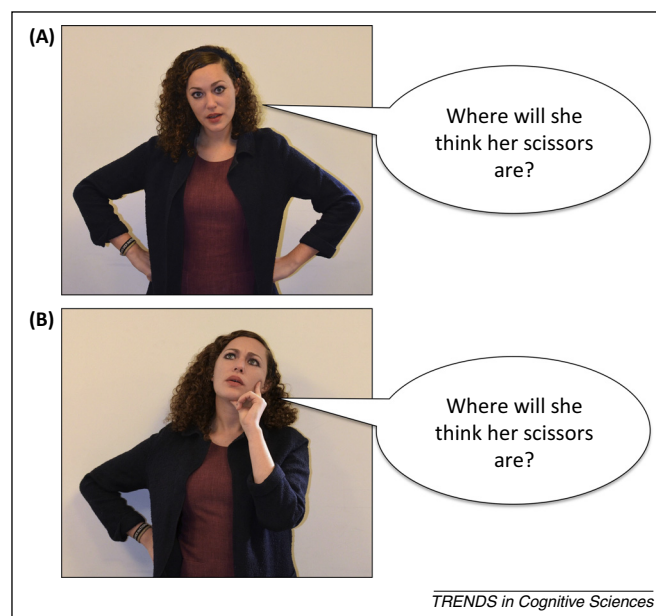 (A)
Where will she
think her scissors
are?
(B)
Where will she
think her scissors
are?
TRENDS in Cognitive Sciences